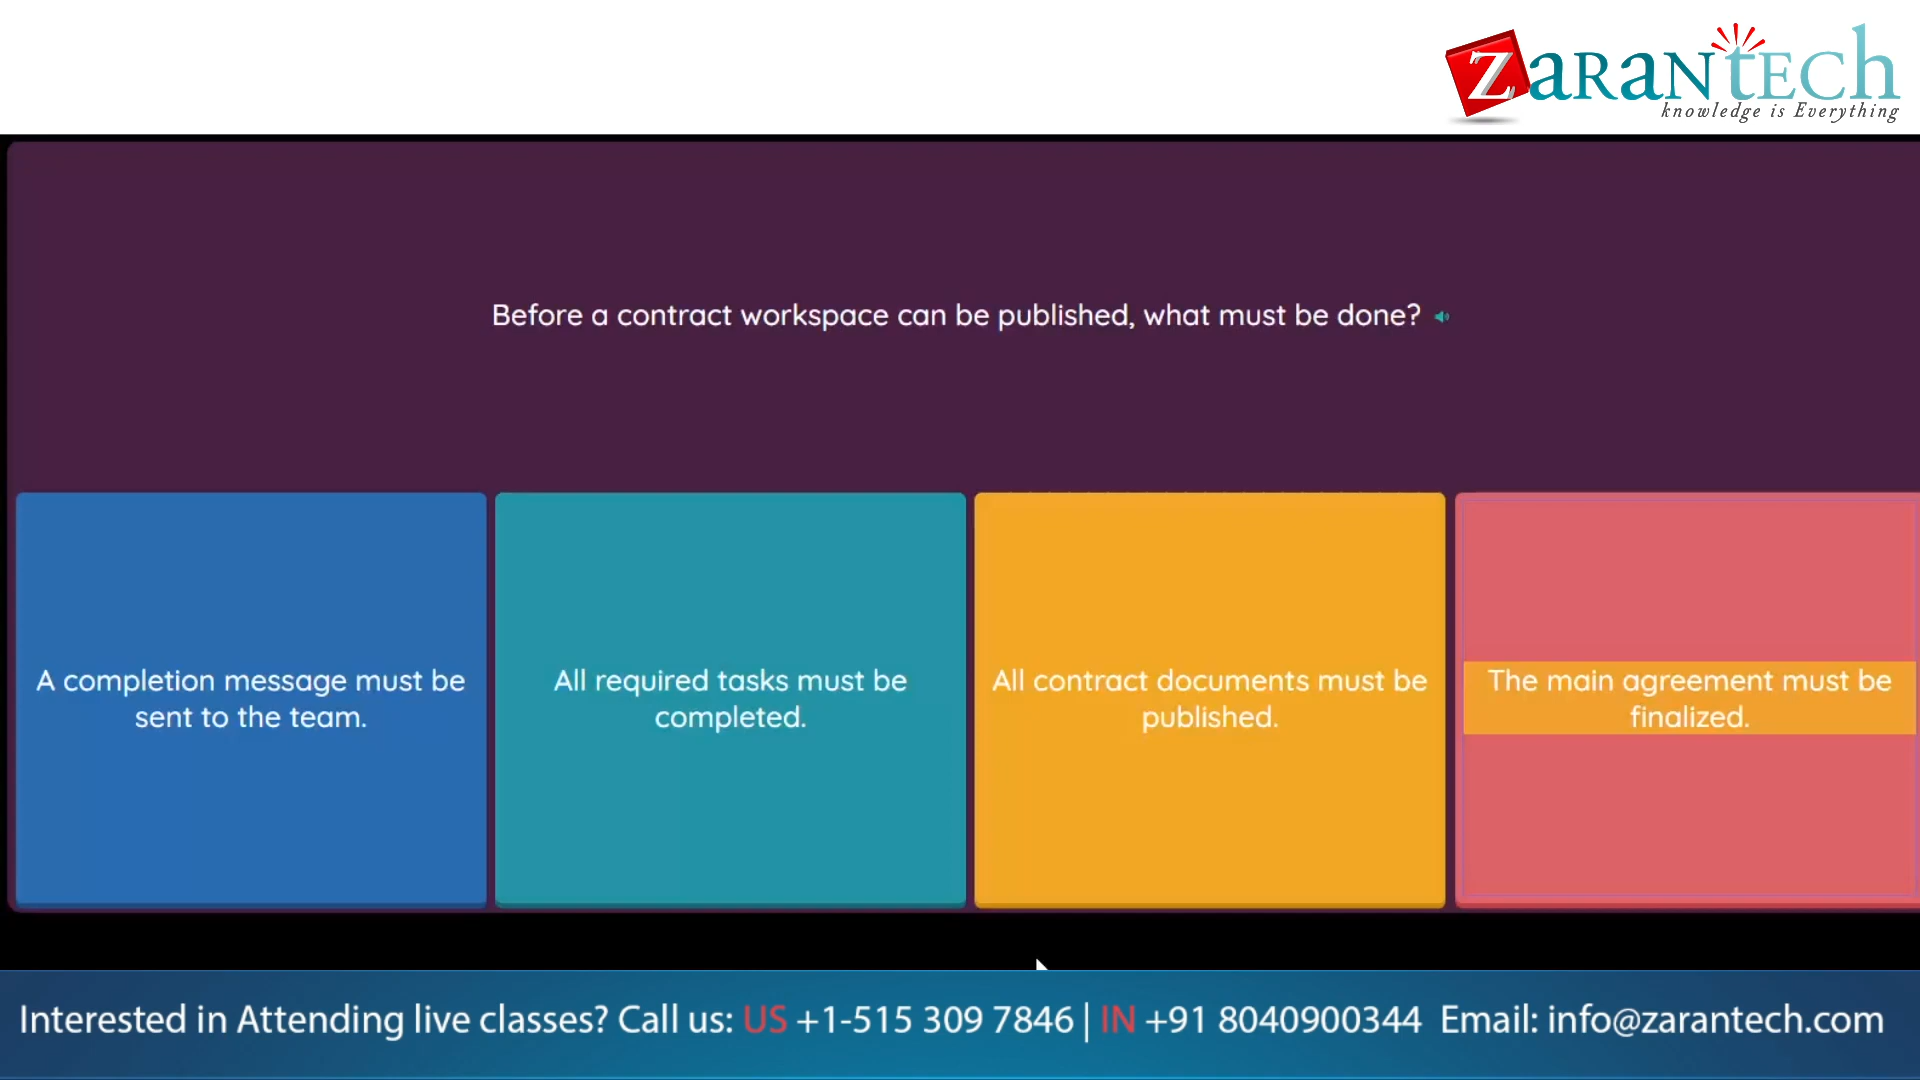 ZaranTech
knowledge is Everything
Before a contract workspace can be published, what must be done?
A completion message must be
sent to the team.
All required tasks must be
completed.
All contract documents must be
published.
The main agreement must be
finalized.
Interested in Attending live classes? Call us: US +1-515 309 7846 | IN +91 8040900344 Email: info@zarantech.com